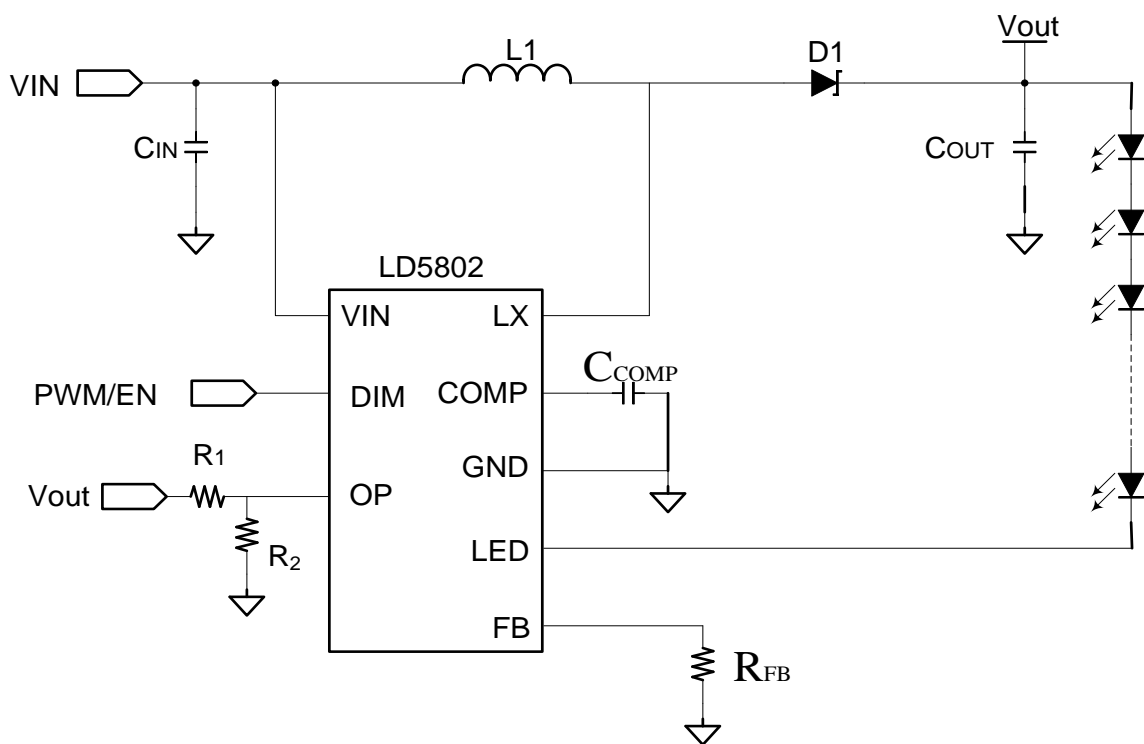 Vout
L1
D1
VIN
CIN
COUT
LD5802
VIN
LX
CCOMP
PWM/EN
DIM
COMP
R1
GND
Vout
OP
R2
LED
FB
RFB